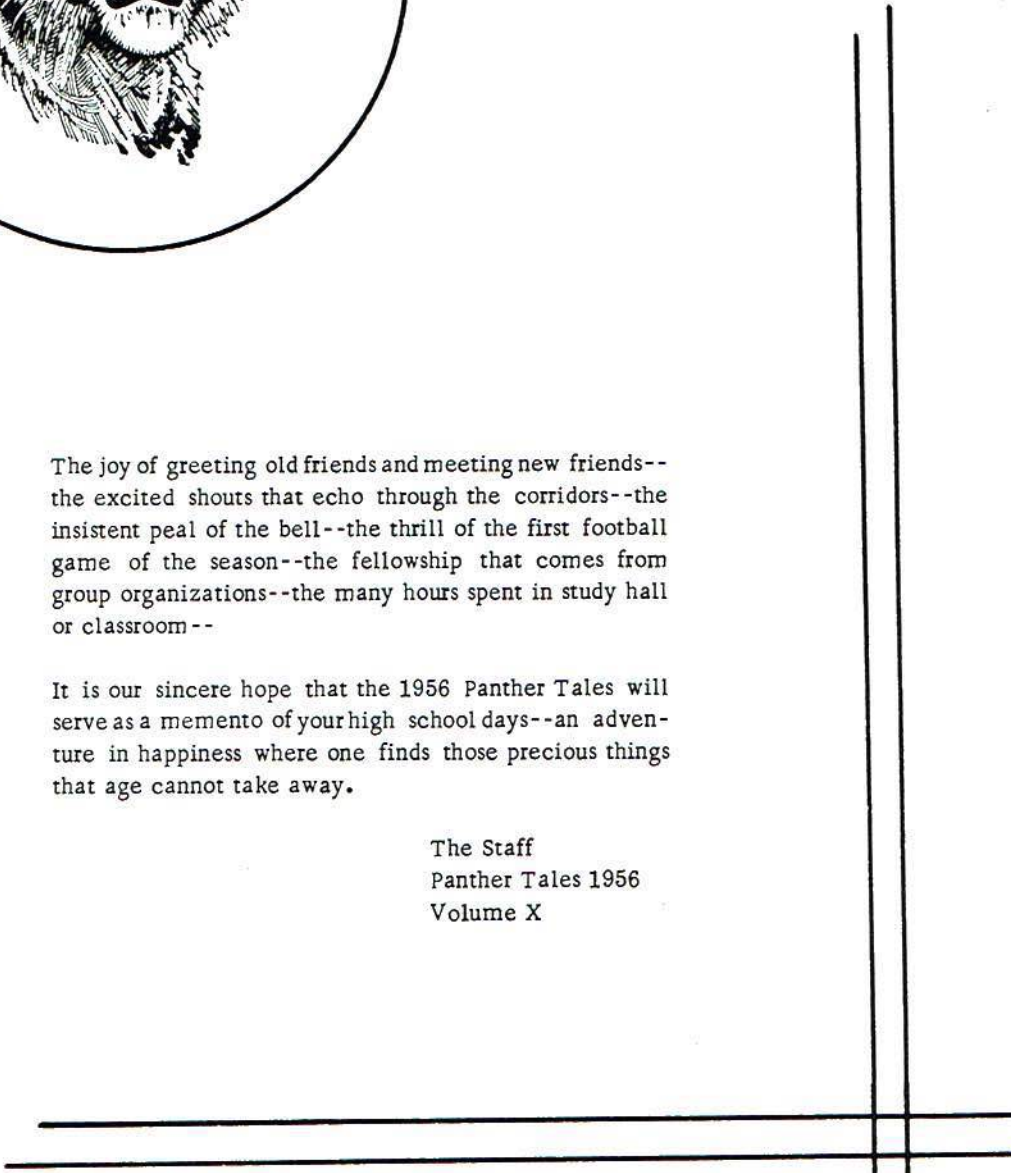 The joy of greeting old friends and meeting new friends--
the excited shouts that echo through the corridors--the
insistent peal of the bell--the thrill of the first football
game of the season--the fellowship that comes from
group organizations--the many hours spent in study hall
or classroom--
It is our sincere hope that the 1956 Panther Tales will
serve as a memento of your high school days--an adven-
ture in happiness where one finds those precious things
that age cannot take away.
The Staff
Panther Tales 1956
Volume X